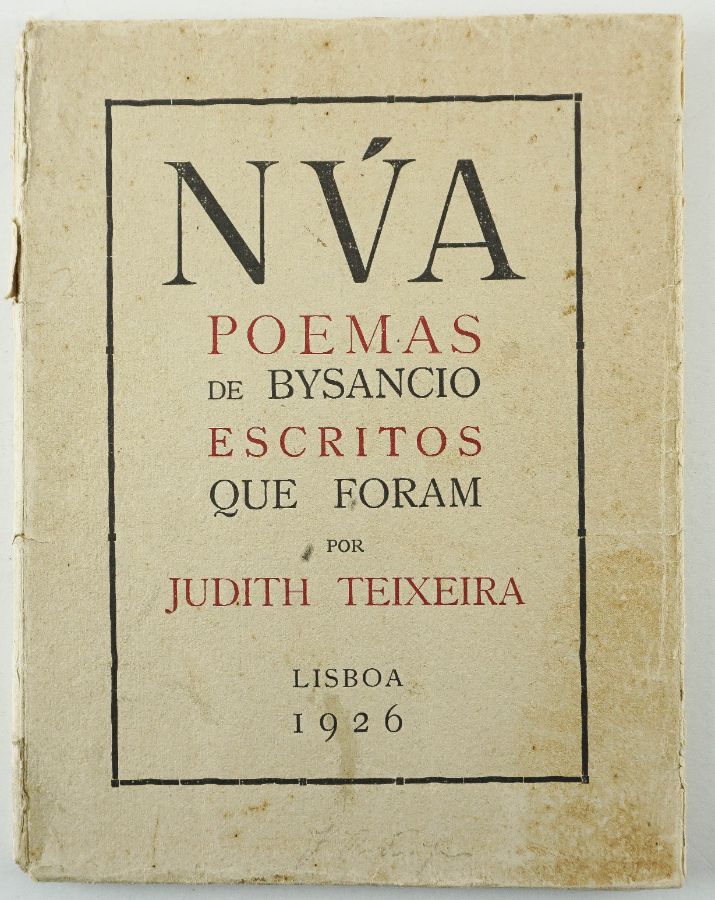 NÚA
POEMAS
DE BYSANCIO
ESCRITOS
QUE FORAM
POR
JUDITH TEIXEIRA
LISBOA
1926